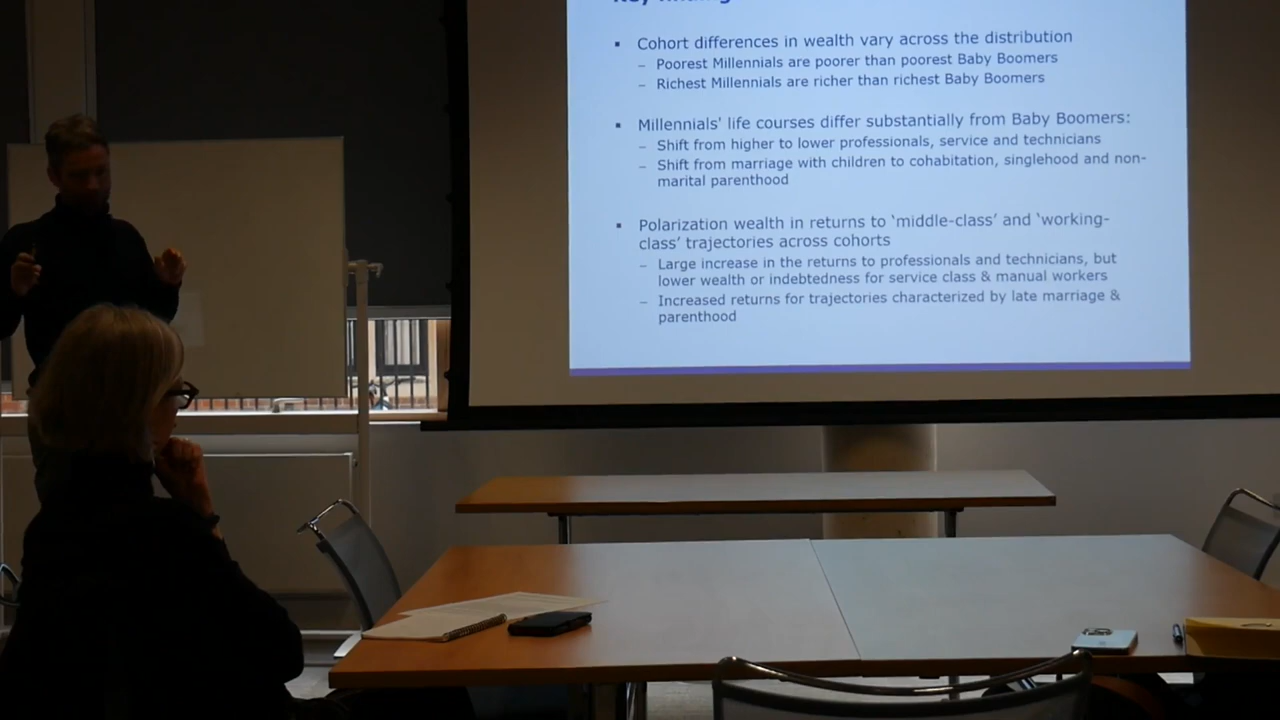 ▪ Cohort differences in wealth vary across the distribution
– Poorest Millennials are poorer than poorest Baby Boomers
– Richest Millennials are richer than richest Baby Boomers
▪ Millennials' life courses differ substantially from Baby Boomers:
– Shift from higher to lower professionals, service and technicians
– Shift from marriage with children to cohabitation, singlehood and non-
marital parenthood
▪ Polarization wealth in returns to ‘middle-class’ and ‘working-
class’ trajectories across cohorts
– Large increase in the returns to professionals and technicians, but
lower wealth or indebtedness for service class & manual workers
– Increased returns for trajectories characterized by late marriage &
parenthood